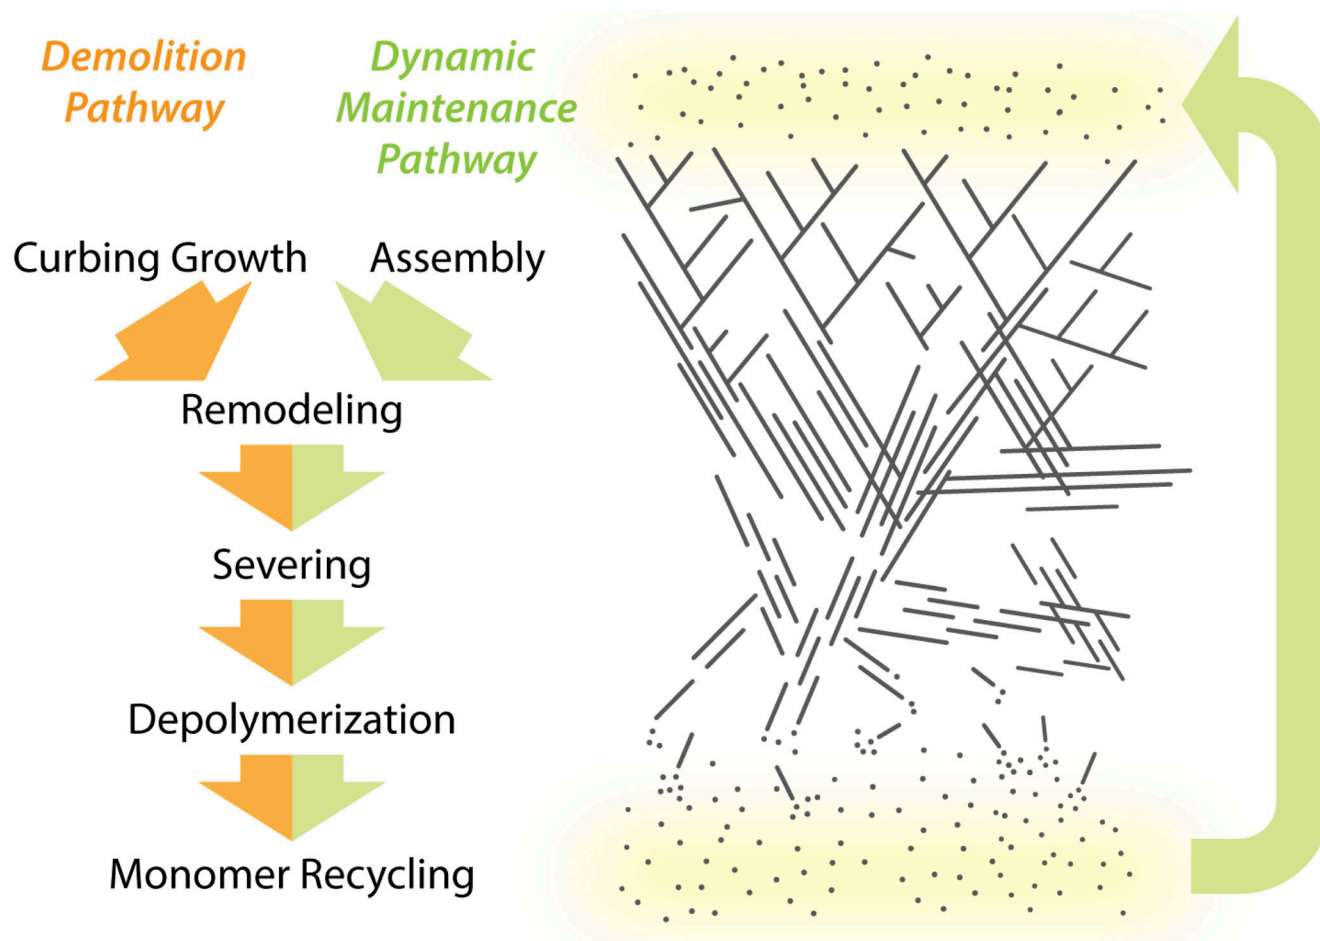 Demolition
Pathway
Dynamic
Maintenance
Pathway
Curbing Growth
Assembly
Remodeling
Severing
Depolymerization
Monomer Recycling